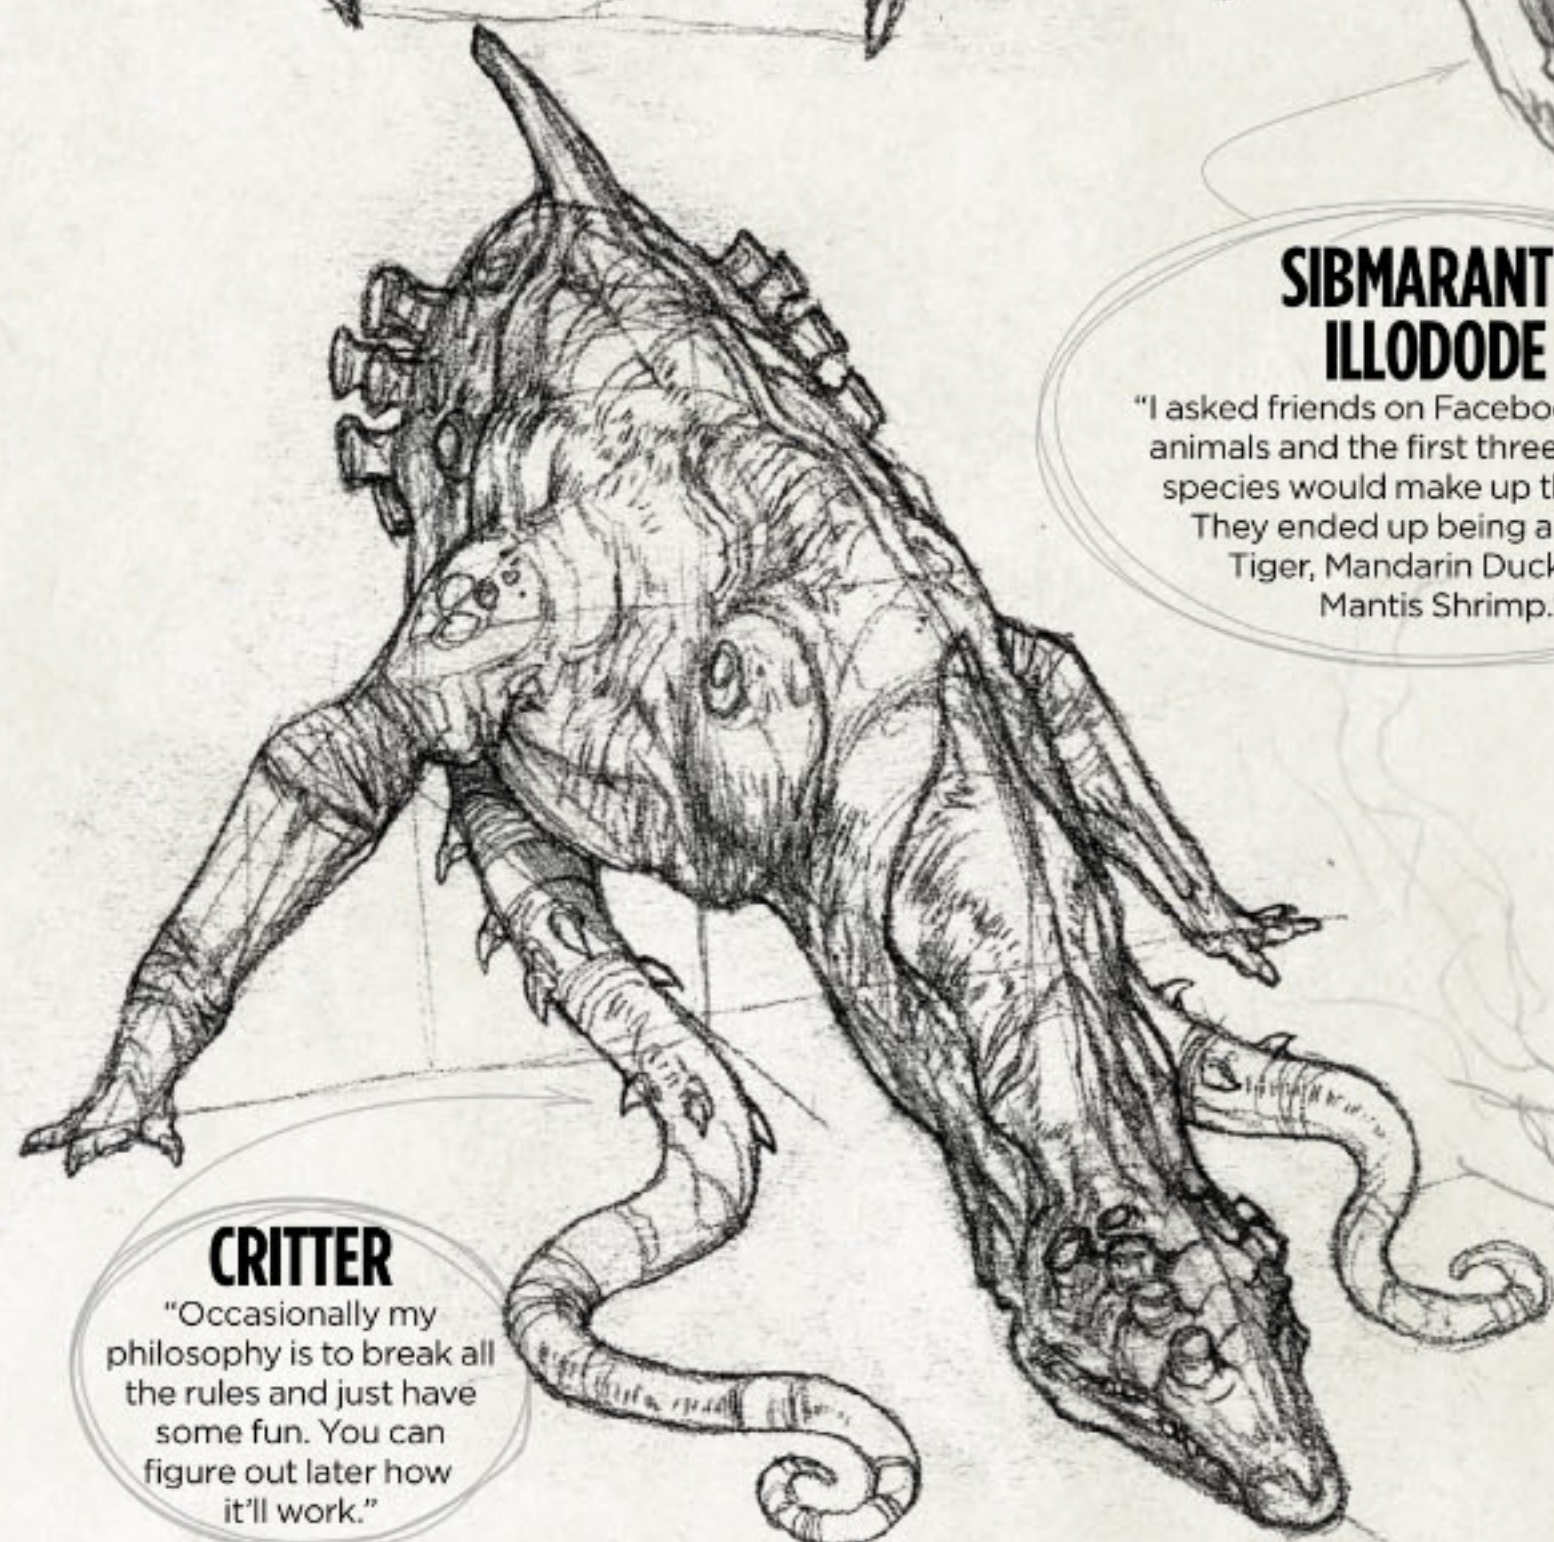 SIBMARANT
ILLODODE
“I asked friends on
animals and the first three
species would make up
They ended up being a
Tiger, Mandarin
Mantis Shrimp.
CRITTER
“Occasionally my
philosophy is to break all
the rules and just have
some fun. You can
figure out later how
it’ll work.”